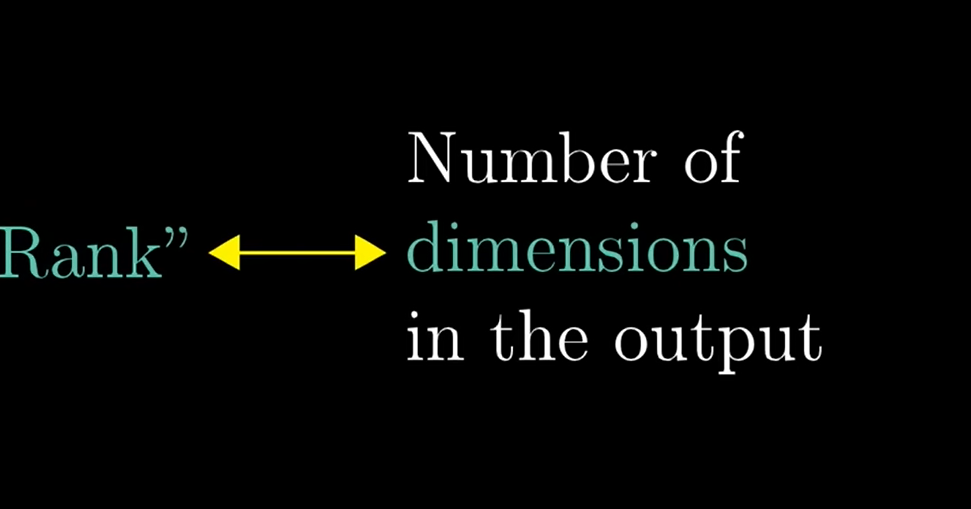 Rank”
Number of
dimensions
in the output